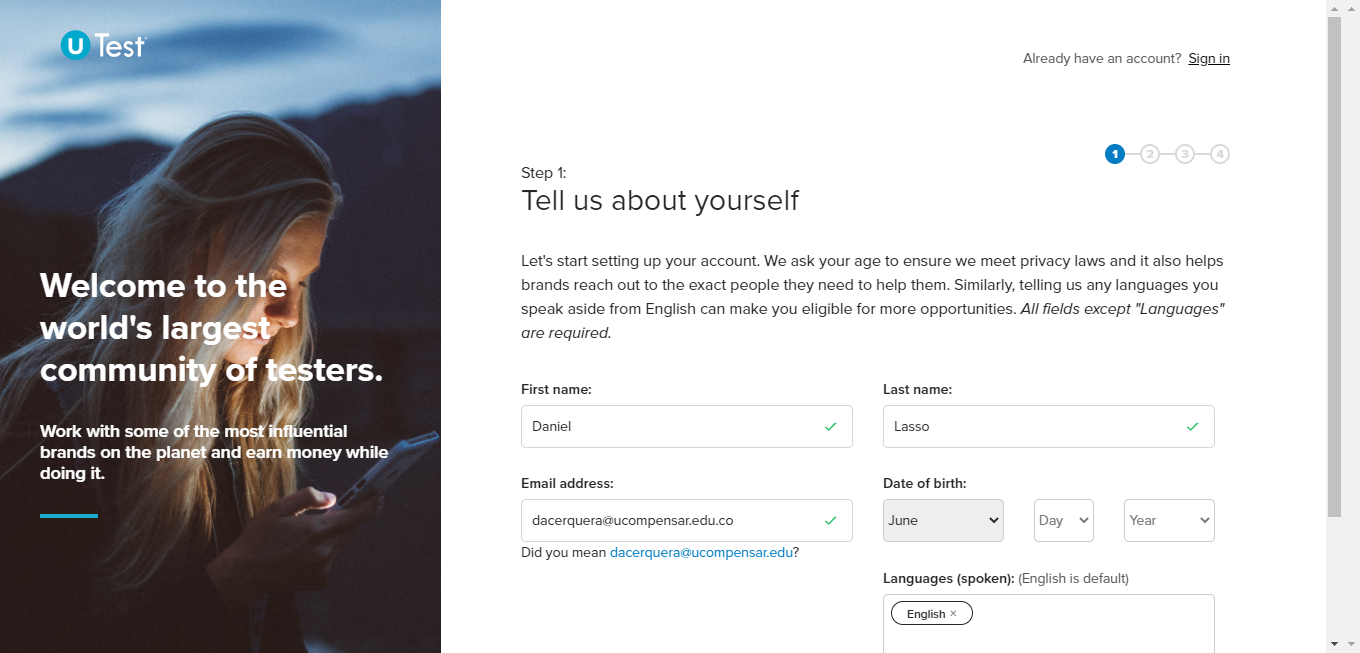 U Test
Welcome to the
world's largest
community of testers.
Work with some of the most influential
brands on the planet and earn money while
doing it.
Already have an account? Sign in
1 2 3 4
Step 1:
Tell us about yourself
Let's start setting up your account. We ask your age to ensure we meet privacy laws and it also helps
brands reach out to the exact people they need to help them. Similarly, telling us any languages you
speak aside from English can make you eligible for more opportunities. All fields except "Languages"
are required.
First name:
Last name:
Daniel
Lasso
Email address:
Date of birth:
dacerquera@ucompensar.edu.co
June
Day
Year
Did you mean dacerquera@ucompensar.edu?
Languages (spoken): (English is default)
English ×